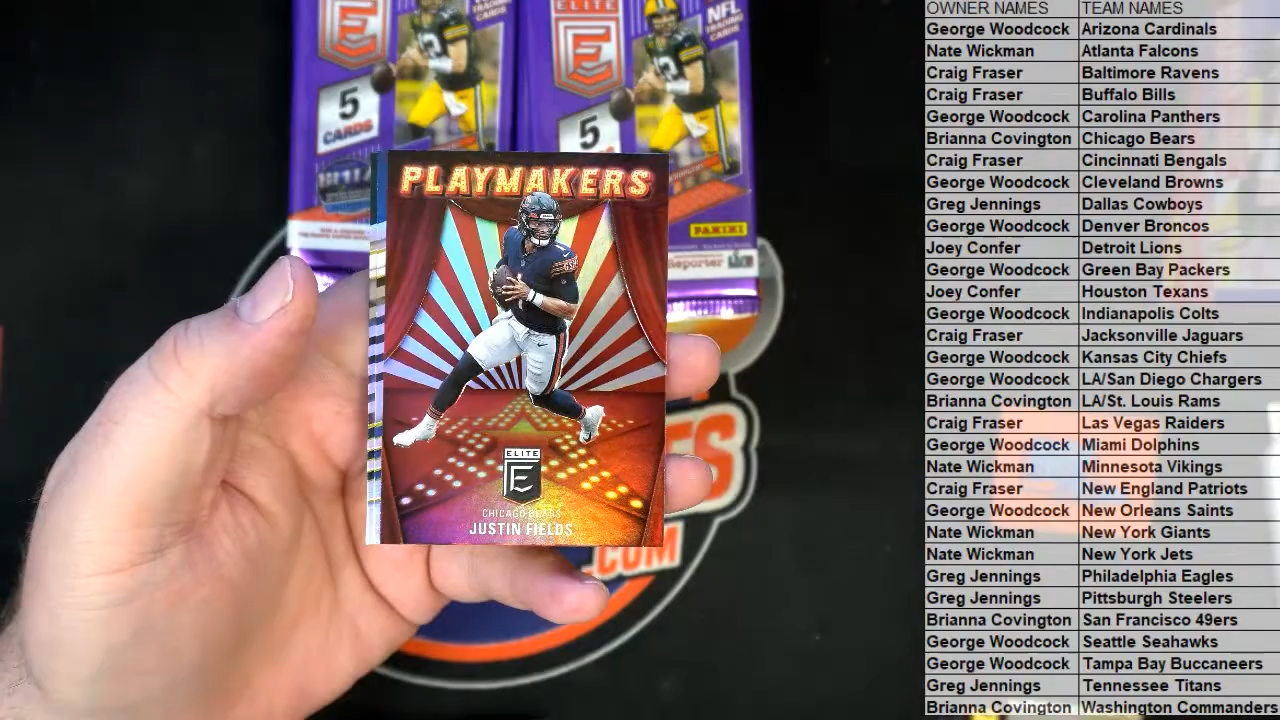 ELITE
E
5
CARDS
NFL
TRADING
CARDS
5
PANINI
Reporter
PLAYMAKERS
ELITE
E
CHICAGO BEARS
JUSTIN FIELDS
.COM
OWNER NAMES TEAM NAMES
George Woodcock Arizona Cardinals
Nate Wickman Atlanta Falcons
Craig Fraser Baltimore Ravens
Craig Fraser Buffalo Bills
George Woodcock Carolina Panthers
Brianna Covington Chicago Bears
Craig Fraser Cincinnati Bengals
George Woodcock Cleveland Browns
Greg Jennings Dallas Cowboys
George Woodcock Denver Broncos
Joey Confer Detroit Lions
George Woodcock Green Bay Packers
Joey Confer Houston Texans
George Woodcock Indianapolis Colts
Craig Fraser Jacksonville Jaguars
George Woodcock Kansas City Chiefs
George Woodcock LA/San Diego Chargers
Brianna Covington LA/St. Louis Rams
Craig Fraser Las Vegas Raiders
George Woodcock Miami Dolphins
Nate Wickman Minnesota Vikings
Craig Fraser New England Patriots
George Woodcock New Orleans Saints
Nate Wickman New York Giants
Nate Wickman New York Jets
Greg Jennings Philadelphia Eagles
Greg Jennings Pittsburgh Steelers
Brianna Covington San Francisco 49ers
George Woodcock Seattle Seahawks
George Woodcock Tampa Bay Buccaneers
Greg Jennings Tennessee Titans
Brianna Covington Washington Commanders